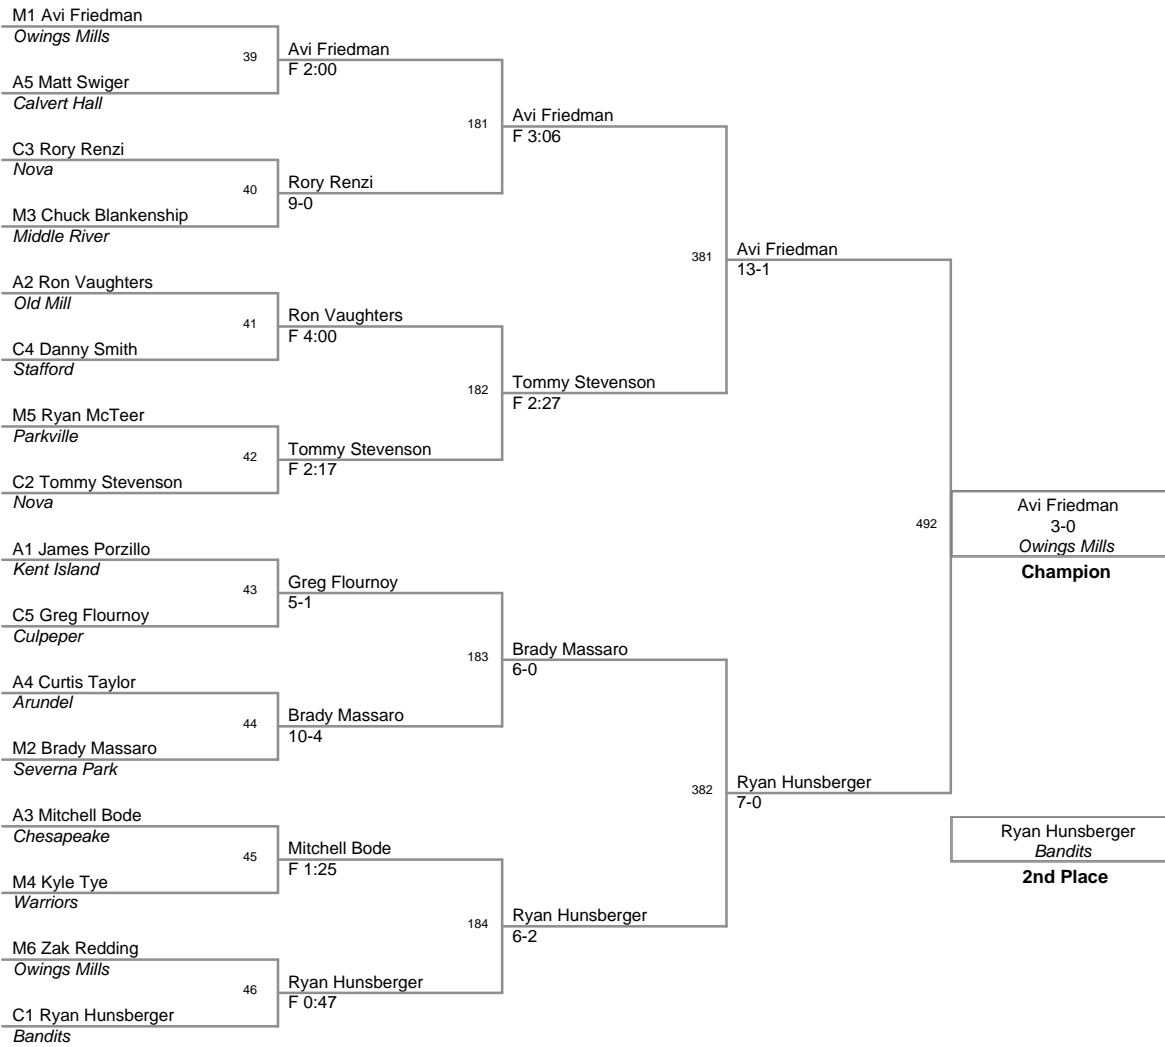 M1 Avi Friedman
Owings Mills
39
A5 Matt Swiger
Calvert Hall
C3 Rory Renzi
Nova
40
M3 Chuck Blankenship
Middle River
A2 Ron Vaughters
Old Mill
41
C4 Danny Smith
Stafford
M5 Ryan McTeer
Parkville
42
C2 Tommy Stevenson
Nova
A1 James Porzillo
Kent Island
43
C5 Greg Flournoy
Culpeper
A4 Curtis Taylor
Arundel
44
M2 Brady Massaro
Severna Park
A3 Mitchell Bode
Chesapeake
45
M4 Kyle Tye
Warriors
M6 Zak Redding
Owings Mills
46
C1 Ryan Hunsberger
Bandits
Avi Friedman
F 2:00
181
Rory Renzi
9-0
Ron Vaughters
F 4:00
182
Tommy Stevenson
F 2:17
Greg Flournoy
5-1
183
Brady Massaro
10-4
Mitchell Bode
F 1:25
184
Ryan Hunsberger
F 0:47
Avi Friedman
F 3:06
381
Tommy Stevenson
F 2:27
Brady Massaro
6-0
382
Ryan Hunsberger
6-2
Avi Friedman
13-1
492
Ryan Hunsberger
7-0
Avi Friedman
3-0
Owings Mills
Champion
Ryan Hunsberger
Bandits
2nd Place